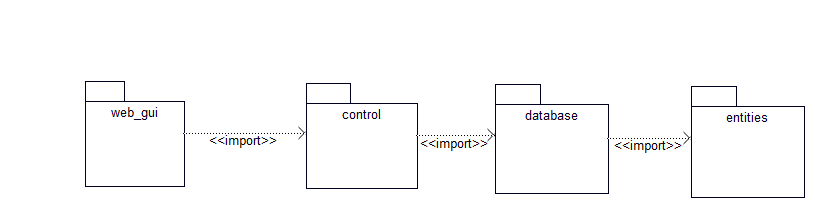 web_gui
<<import>>
control
<<import>>
database
<<import>>
entities